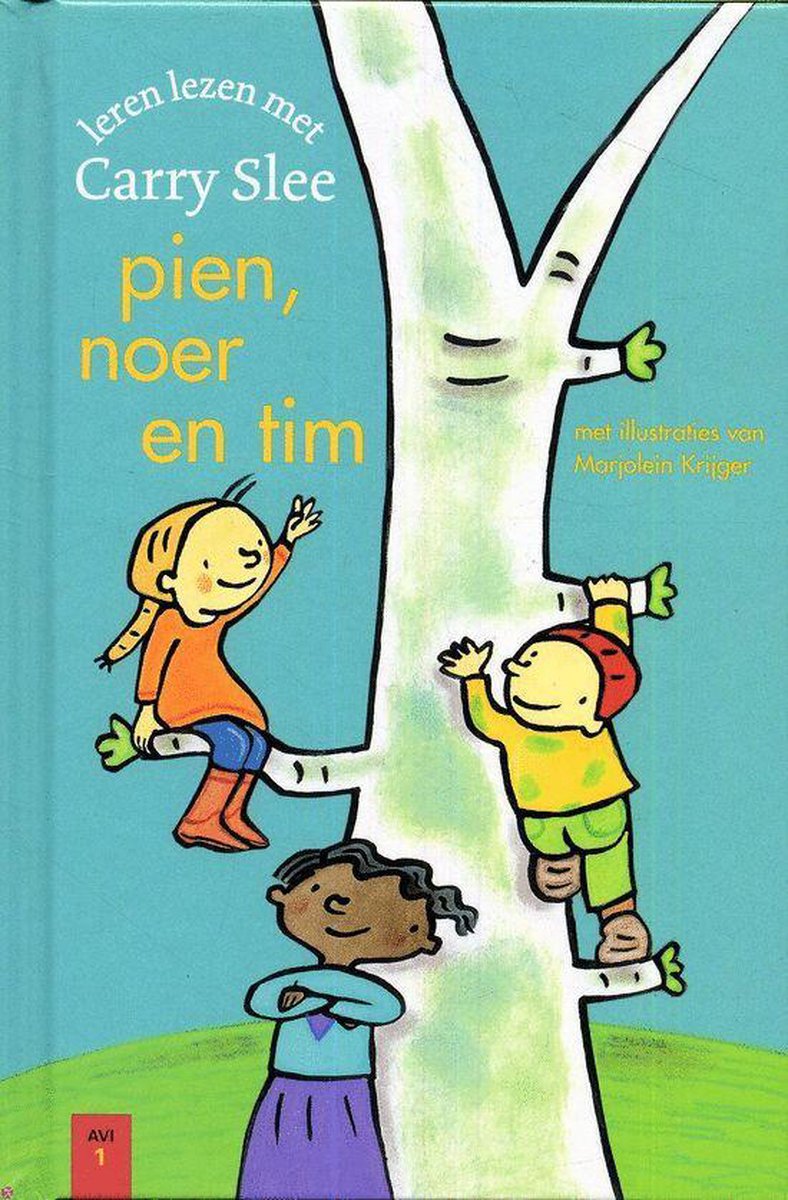 leren lezen met
Carry Slee
pien,
noer
en tim
met illustraties van
Marjolein Krijger
AVI
1